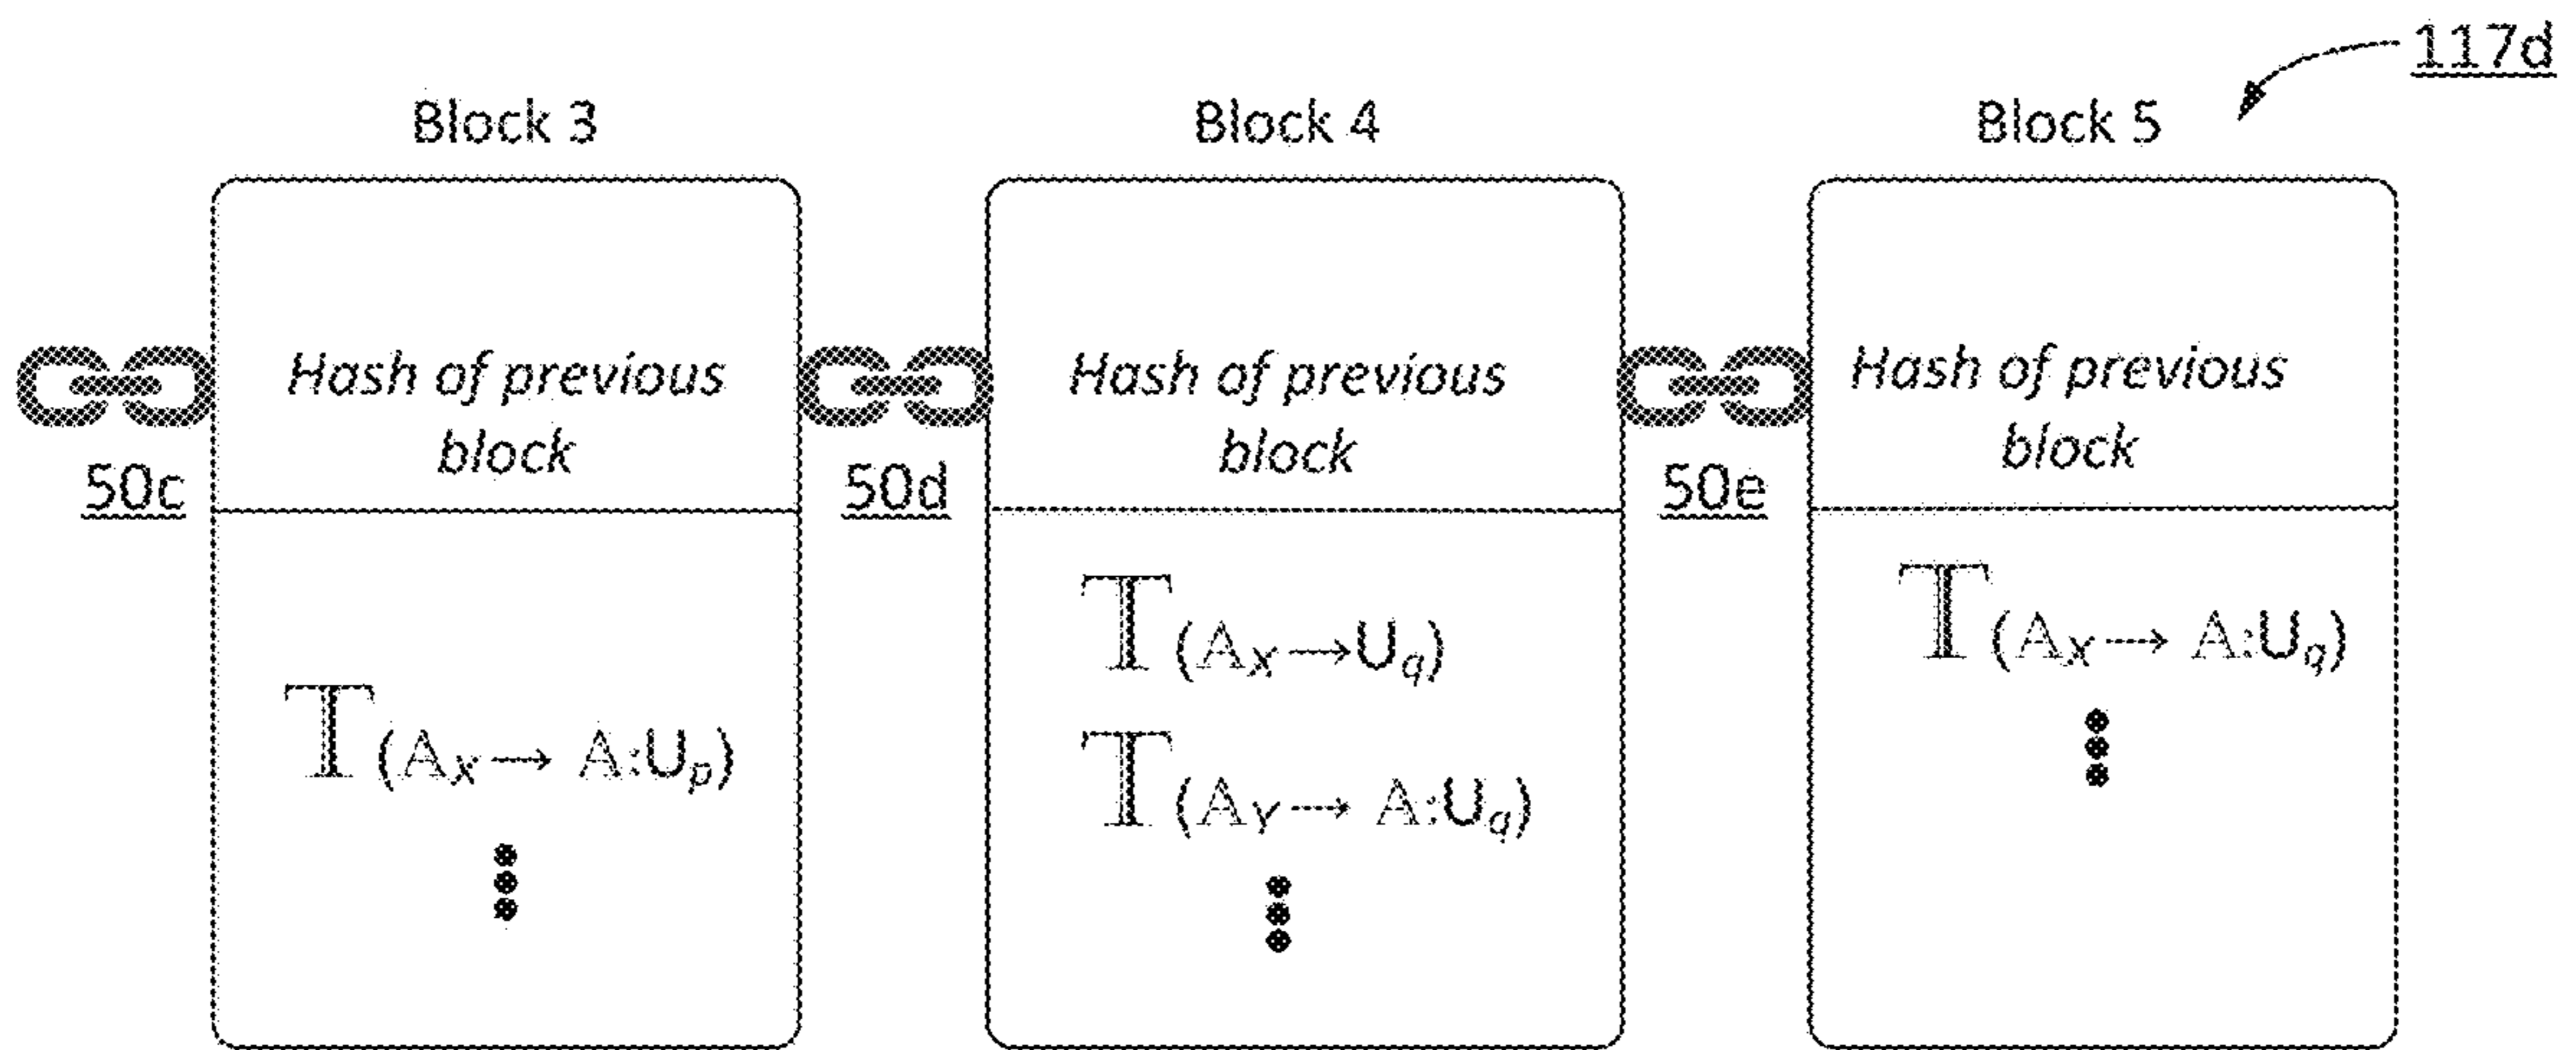 117d
Block 3
Block 4
Block 5
Hash of previous
block
Hash of previous
block
Hash of previous
block
50c
50d
50e
𝕋(𝔸X→ 𝔸:Up)
𝕋(𝔸X→Uq)
𝕋(𝔸Y→ 𝔸:Uq)
𝕋(𝔸X→ 𝔸:Uq)